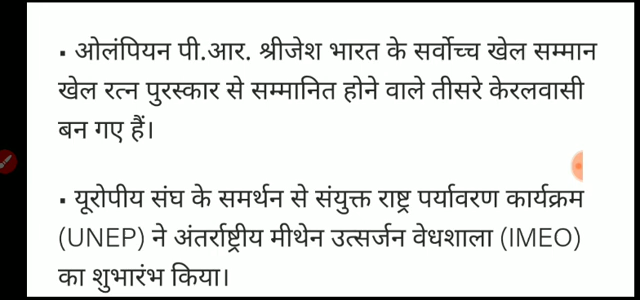 ▪ ओलंपियन पी.आर. श्रीजेश भारत के सर्वोच्च खेल सम्मान
खेल रत्न पुरस्कार से सम्मानित होने वाले तीसरे केरलवासी
बन गए हैं।
▪ यूरोपीय संघ के समर्थन से संयुक्त राष्ट्र पर्यावरण कार्यक्रम
(UNEP) ने अंतर्राष्ट्रीय मीथेन उत्सर्जन वेधशाला (IMEO)
का शुभारंभ किया।